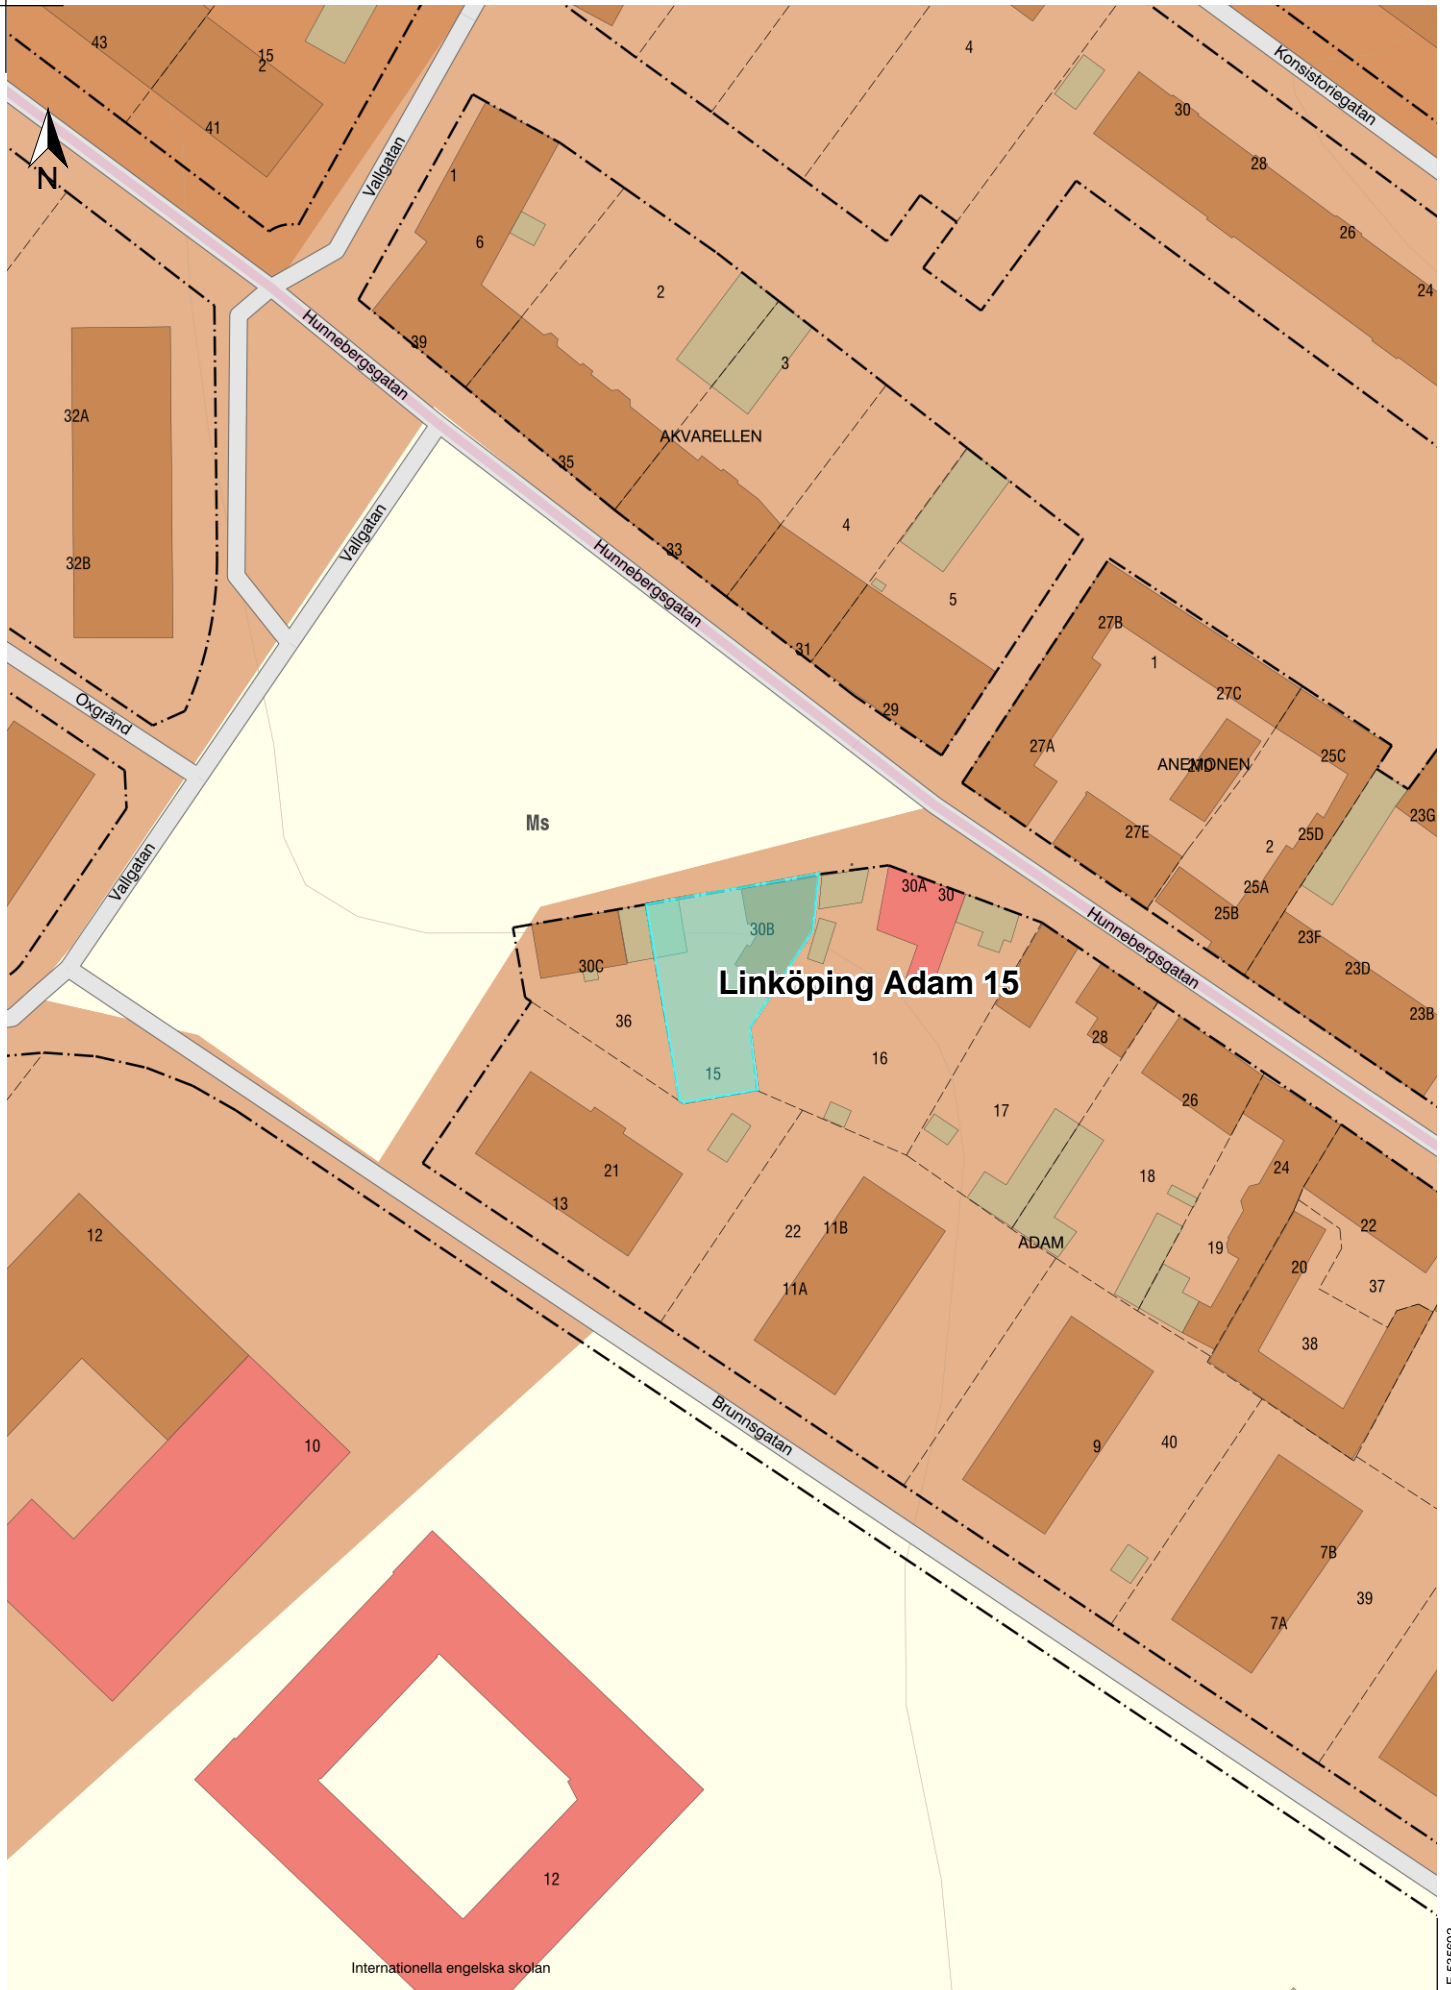 43
15
2
41
N
Vallgatan
4
Konsistoriegatan
30
28
26
24
1
6
2
3
39
Hunnebergsgatan
32A
AKVARELLEN
35
33
4
5
32B
Vallgatan
Hunnebergsgatan
31
29
27B
1
27C
27A
ANEMONEN
25C
Oxgränd
27E
2
25D
23G
25A
25B
Ms
Vallgatan
30A
30
30B
30C
Hunnebergsgatan
23F
23D
23B
Linköping Adam 15
36
15
16
28
17
26
18
24
21
13
22
11B
11A
ADAM
19
20
22
37
38
12
10
Brunnsgatan
9
40
7B
39
7A
12
Internationella engelska skolan